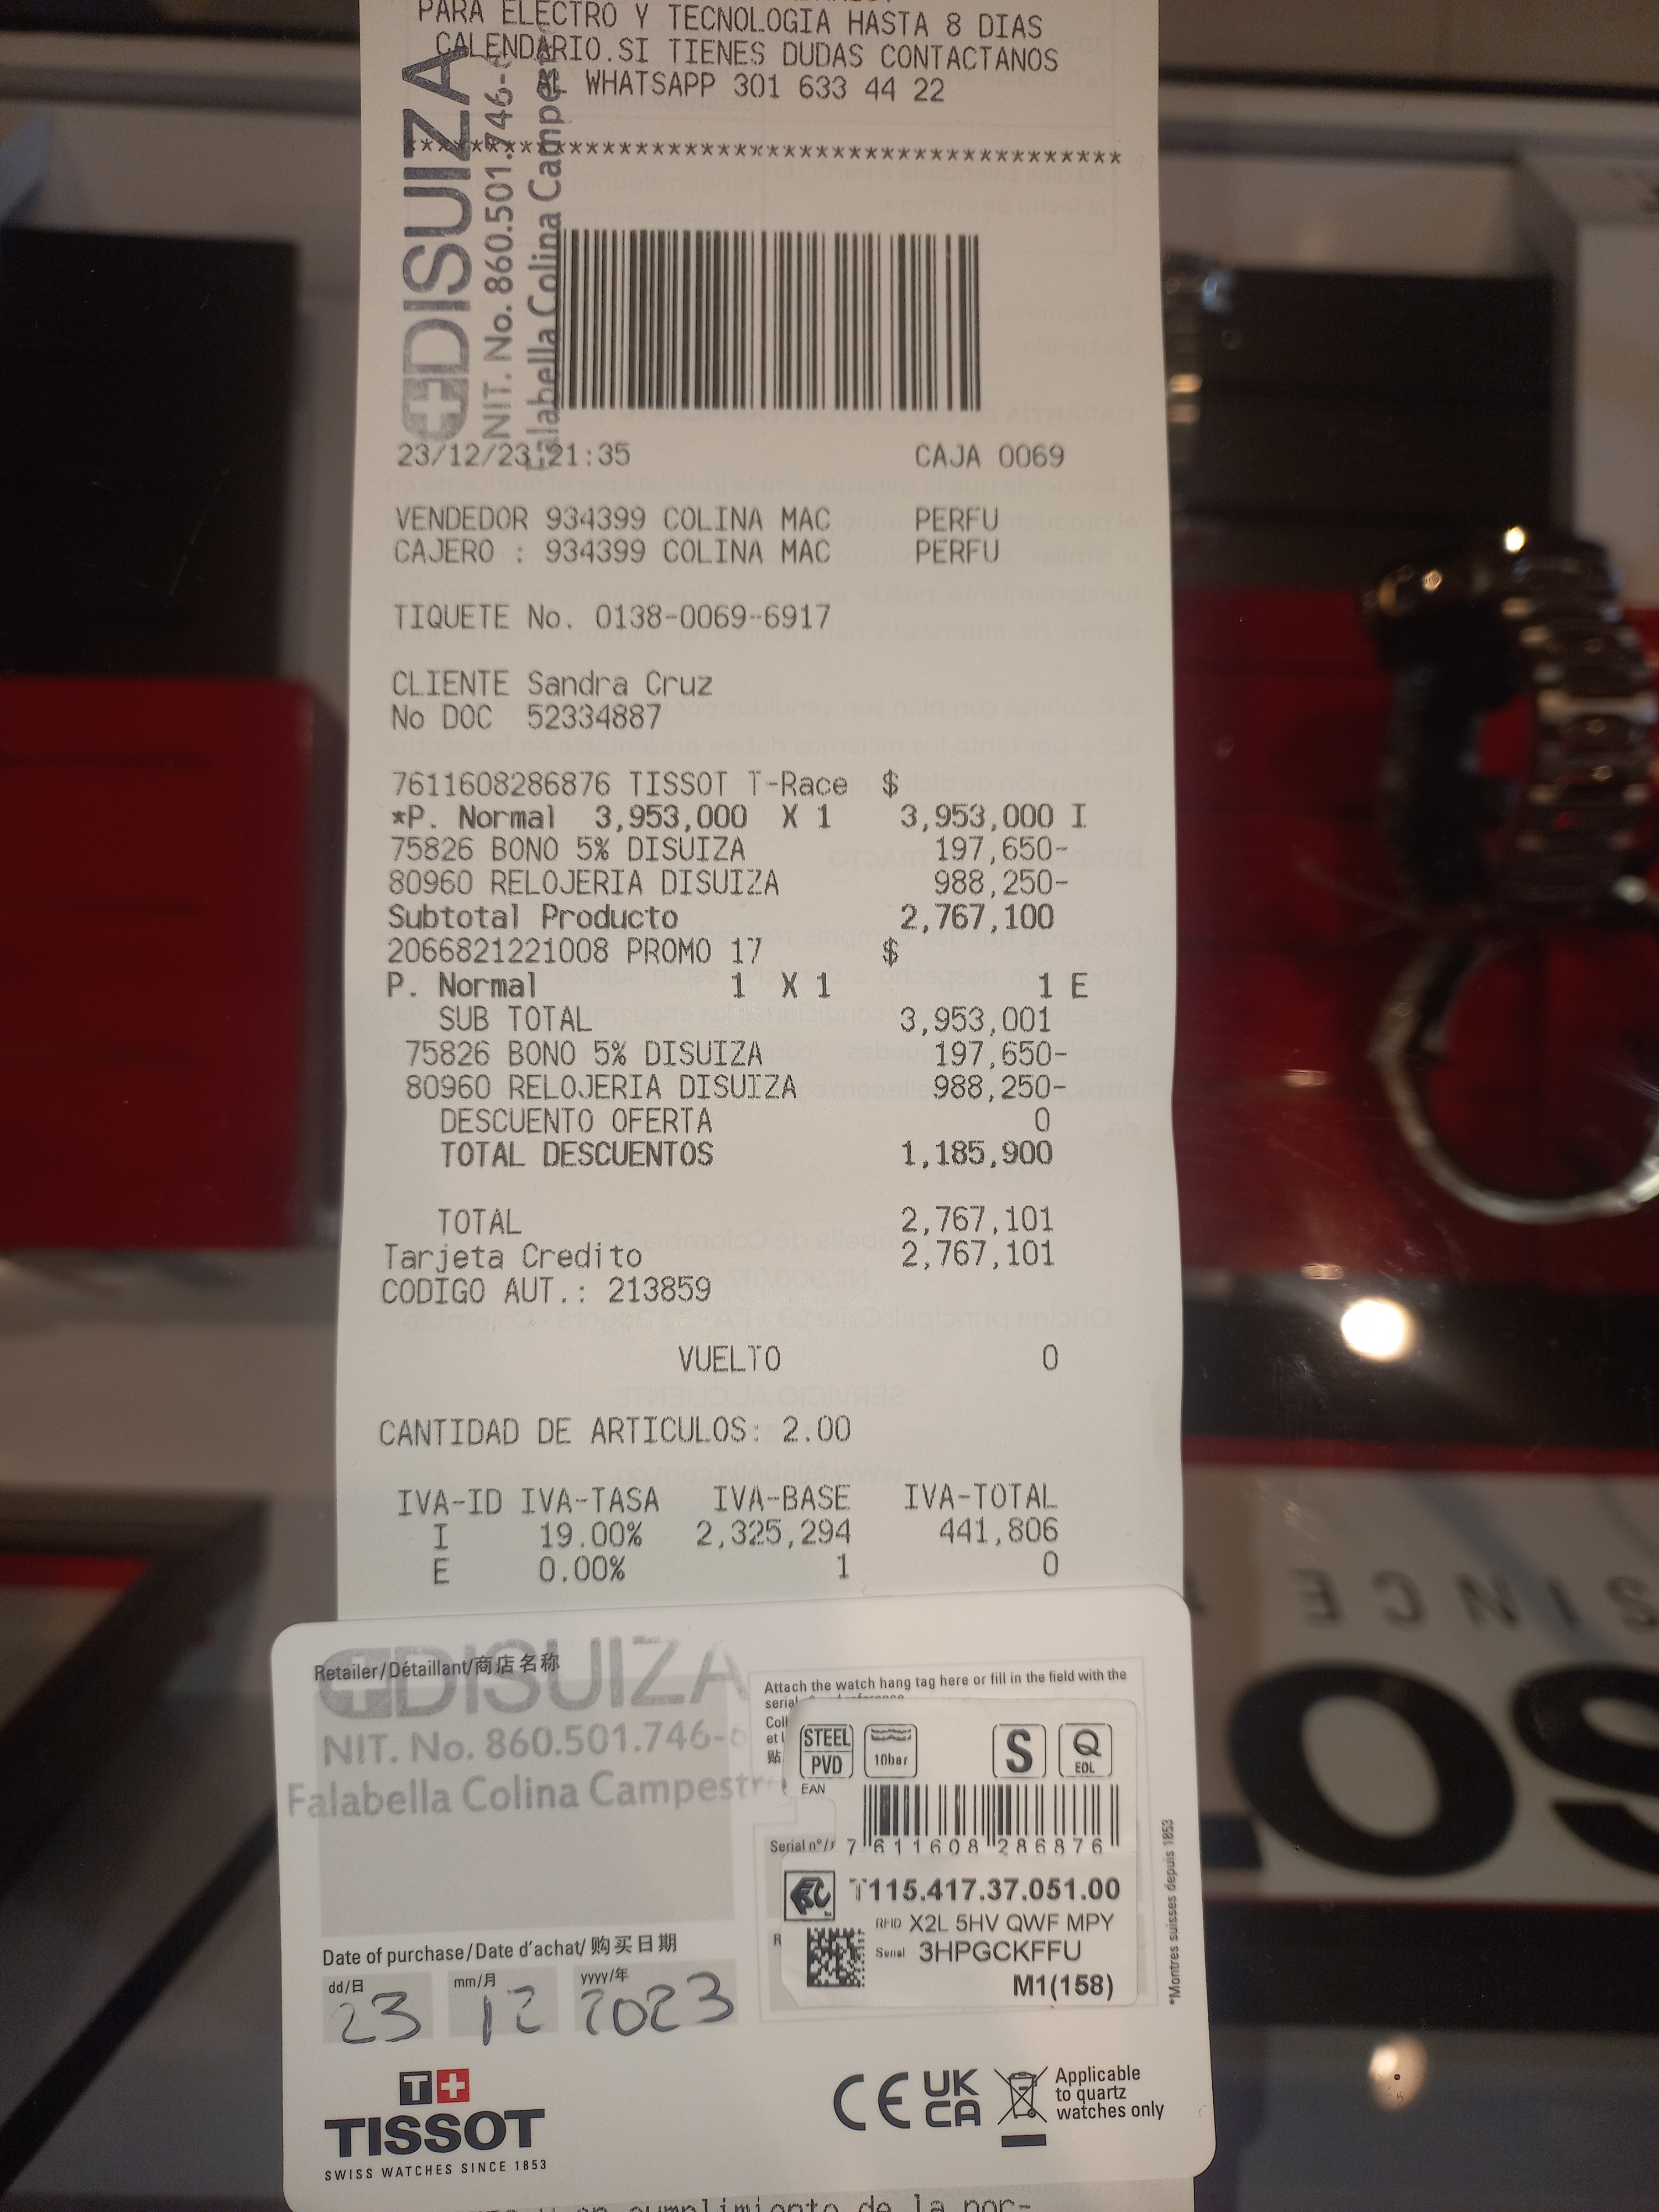 PARA ELECTRO Y TECNOLOGIA HASTA 8 DIAS
CALENDARIO.SI TIENES DUDAS CONTACTANOS
AL WHATSAPP 301 633 44 22
*******************************************
DISUIZA
NIT. No. 860.501.746-
Falabella Colina Campestre
23/12/23 21:35 CAJA 0069
VENDEDOR 934399 COLINA MAC PERFU
CAJERO : 934399 COLINA MAC PERFU
TIQUETE No. 0138-0069-6917
CLIENTE Sandra Cruz
No DOC 52334887
7611608286876 TISSOT T-Race $
*P. Normal 3,953,000 X 1 3,953,000 I
75826 BONO 5% DISUIZA 197,650-
80960 RELOJERIA DISUIZA 988,250-
Subtotal Producto 2,767,100
2066821221008 PROMO 17 $
P. Normal 1 X 1 1 E
SUB TOTAL 3,953,001
75826 BONO 5% DISUIZA 197,650-
80960 RELOJERIA DISUIZA 988,250-
DESCUENTO OFERTA 0
TOTAL DESCUENTOS 1,185,900
TOTAL 2,767,101
Tarjeta Credito 2,767,101
CODIGO AUT.: 213859
VUELTO 0
CANTIDAD DE ARTICULOS: 2.00
IVA-ID IVA-TASA IVA-BASE IVA-TOTAL
I 19.00% 2,325,294 441,806
E 0.00% 1 0
Retailer/Détaillant/商店名称
DISUIZA
NIT. No. 860.501.746-6
Falabella Colina Campestre
Attach the watch hang tag here or fill in the field with the
STEEL
PVD
10bar
S
Q
EOL
EAN
Serial n°/
7 611608 286876
T115.417.37.051.00
RFID X2L 5HV QWF MPY
Serial 3HPGCKFFU
M1(158)
*Montres suisses depuis 1853
Date of purchase/Date d'achat/购买日期
dd/日 mm/月 yyyy/年
23 12 2023
T+
TISSOT
SWISS WATCHES SINCE 1853
CE UK CA
Applicable
to quartz
watches only
cumplimiento de la nor-
SINCE